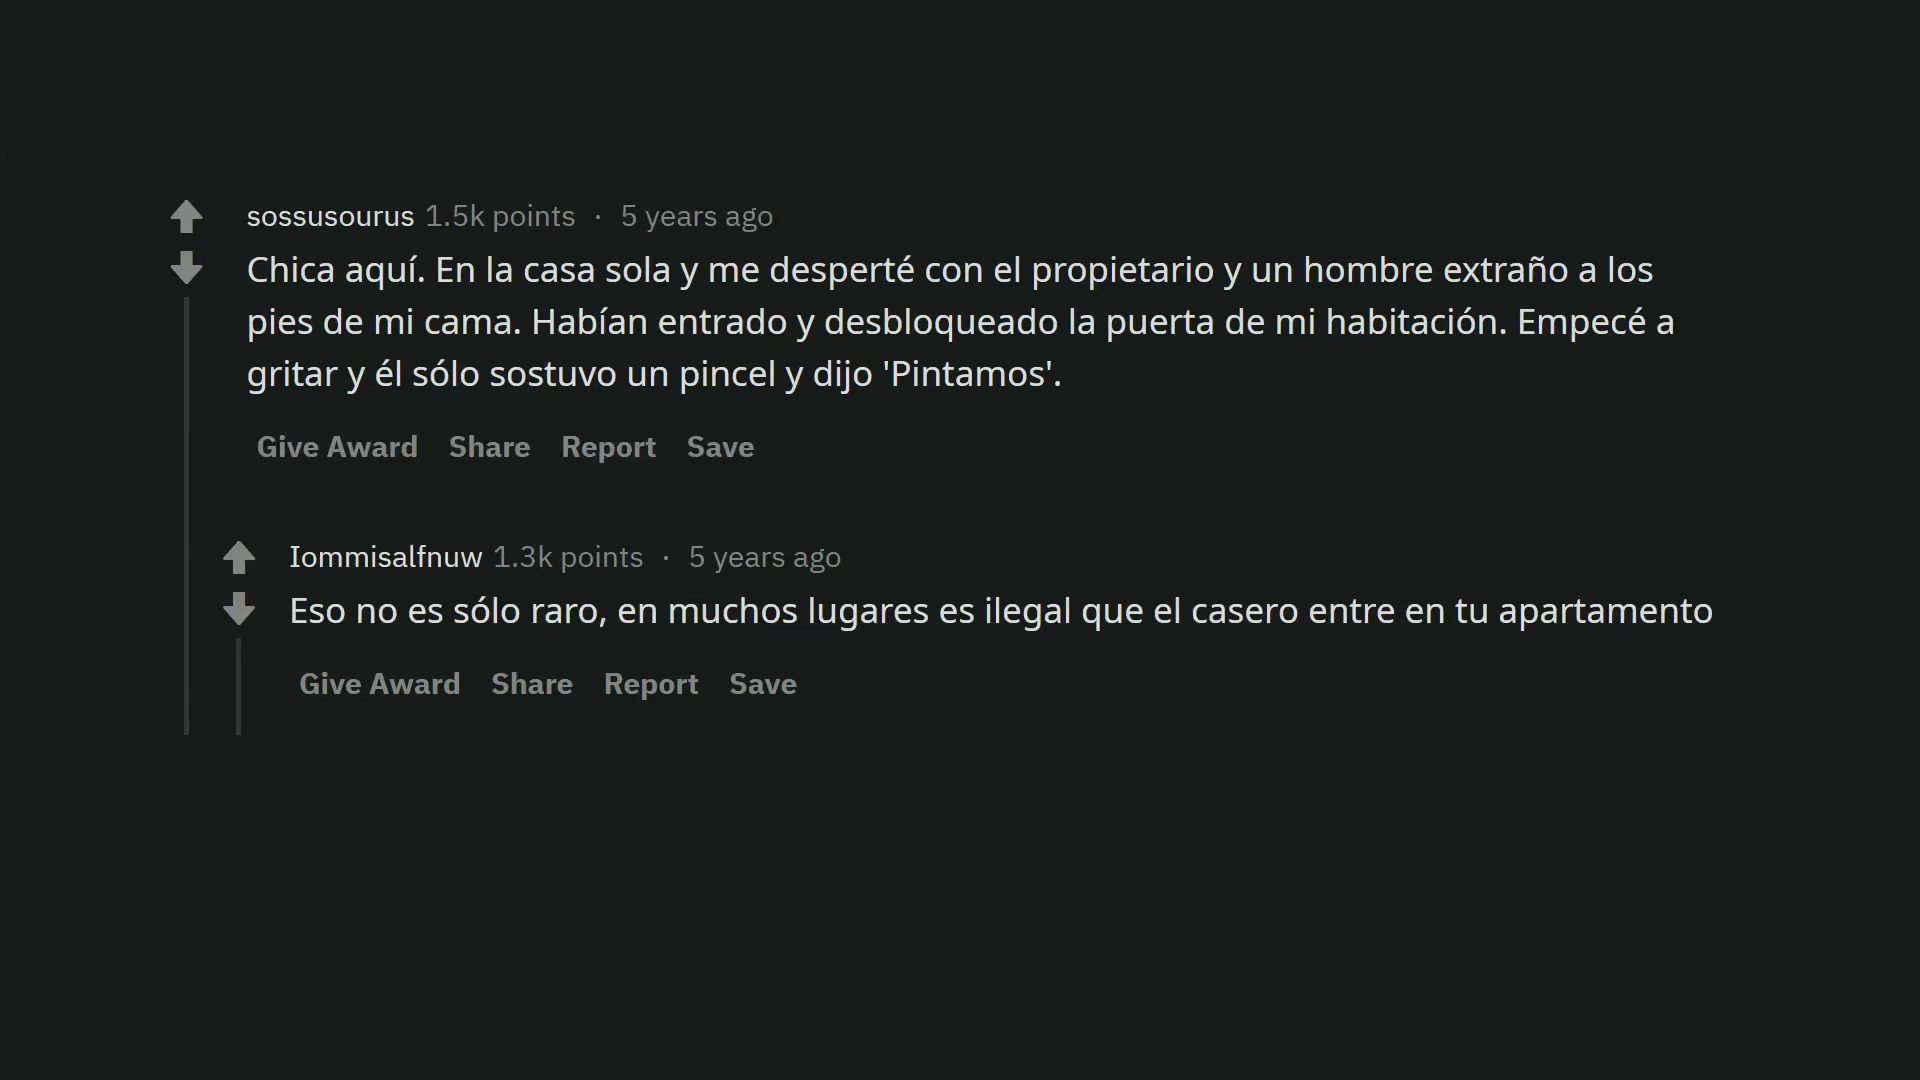 sossusourus 1.5k points · 5 years ago
Chica aquí. En la casa sola y me desperté con el propietario y un hombre extraño a los
pies de mi cama. Habían entrado y desbloqueado la puerta de mi habitación. Empecé a
gritar y él sólo sostuvo un pincel y dijo 'Pintamos'.
Give Award Share Report Save
Iommisalfnuw 1.3k points · 5 years ago
Eso no es sólo raro, en muchos lugares es ilegal que el casero entre en tu apartamento
Give Award Share Report Save